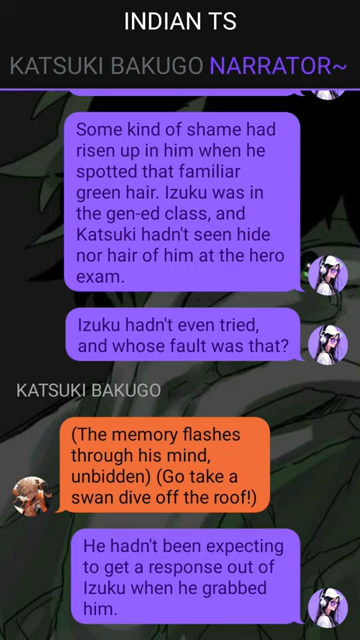 INDIAN TS
KATSUKI BAKUGO NARRATOR~
Some kind of shame had
risen up in him when he
spotted that familiar
green hair. Izuku was in
the gen-ed class, and
Katsuki hadn't seen hide
nor hair of him at the hero
exam.
Izuku hadn't even tried,
and whose fault was that?
KATSUKI BAKUGO
(The memory flashes
through his mind,
unbidden) (Go take a
swan dive off the roof!)
He hadn't been expecting
to get a response out of
Izuku when he grabbed
him.